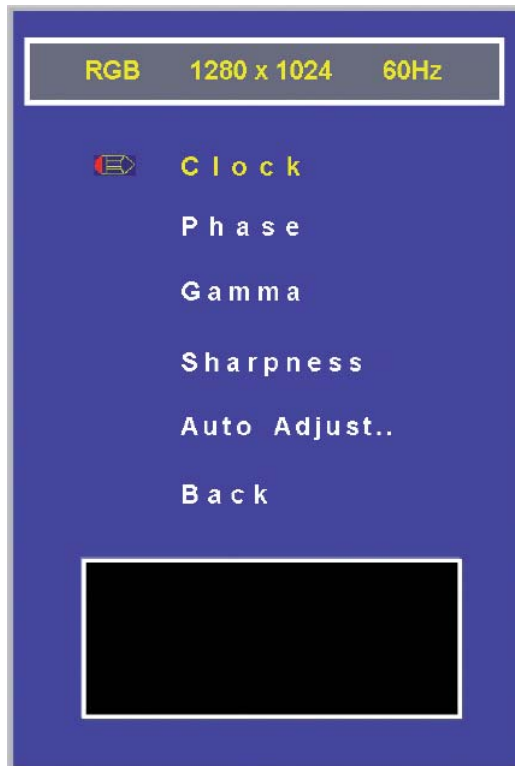 RGB 1280 x 1024 60Hz
Clock
Phase
Gamma
Sharpness
Auto Adjust..
Back